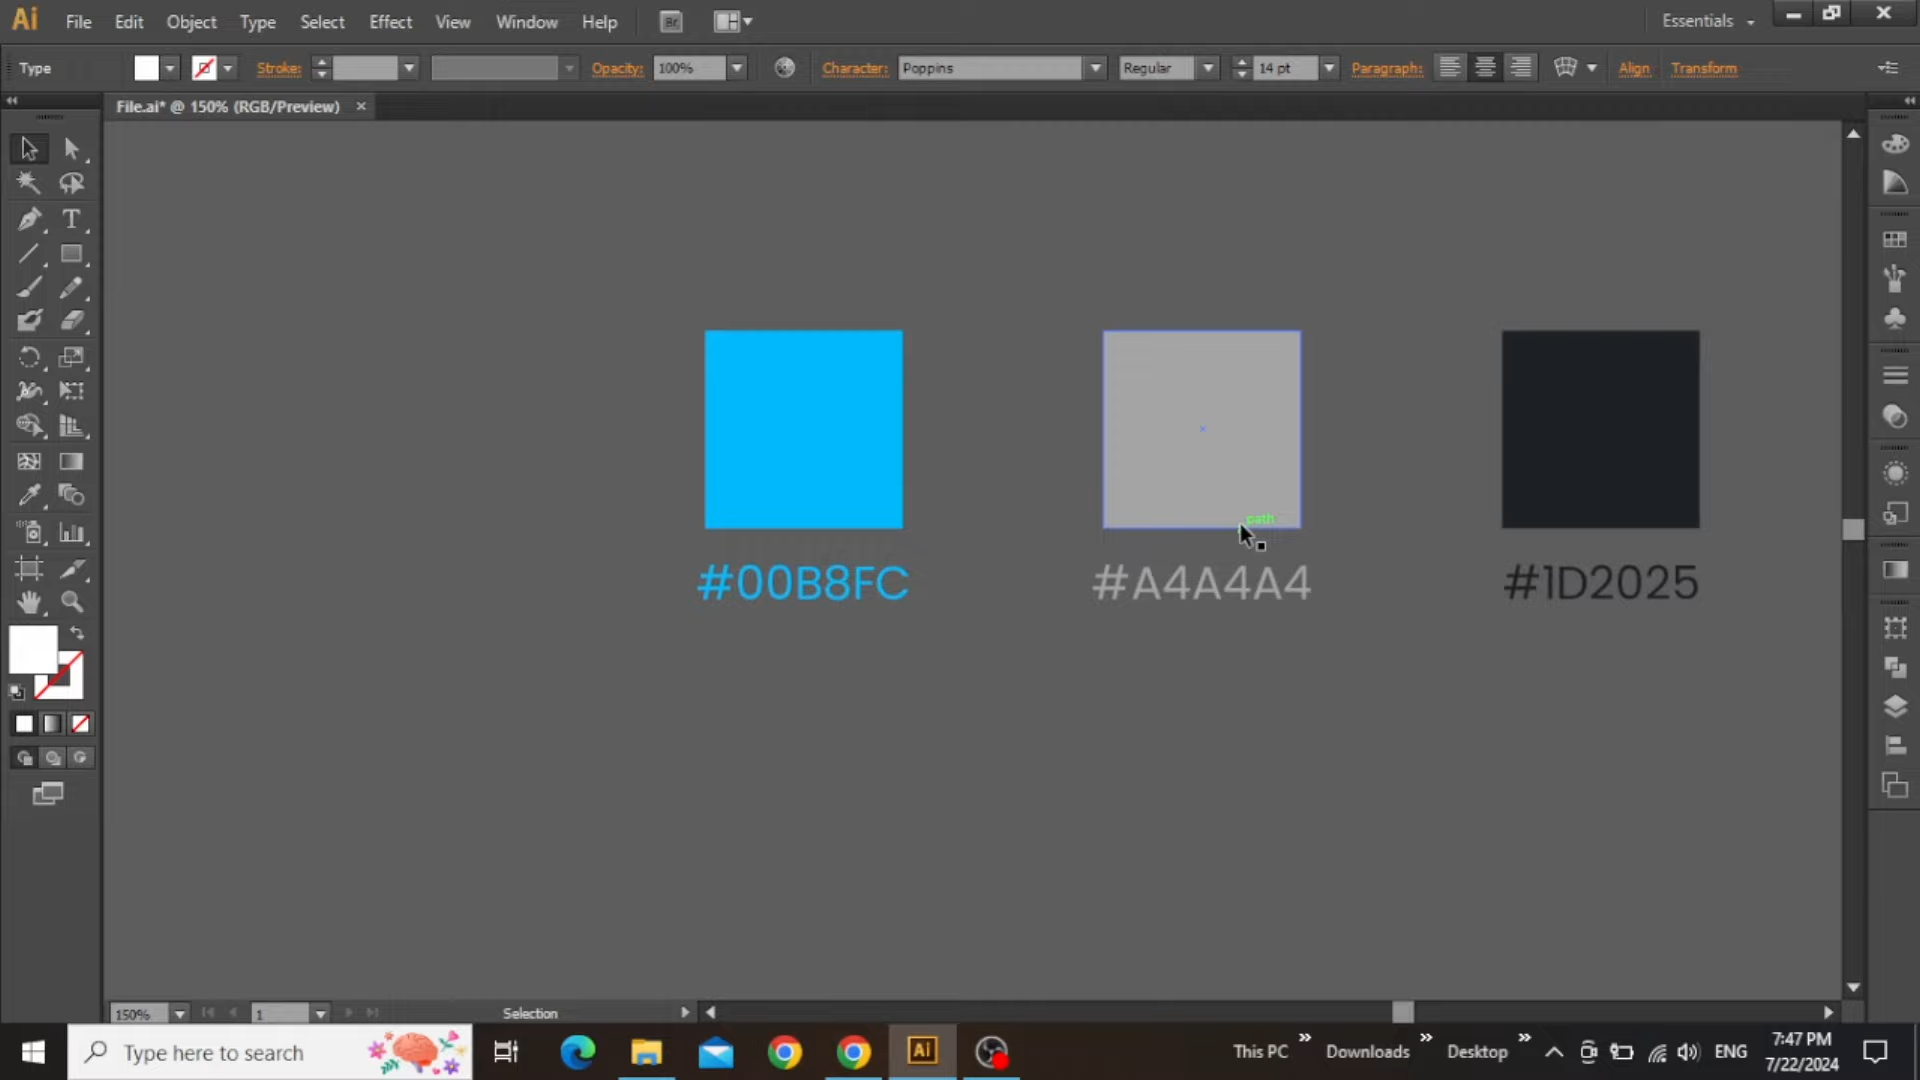 Ai File Edit Object Type Select Effect View Window Help Br Essentials
Type Stroke: Opacity: 100% Character: Poppins Regular 14 pt Paragraph: Align Transform
File.ai* @ 150% (RGB/Preview)
T
path
#00B8FC #A4A4A4 #1D2025
150% 1 Selection
Type here to search Ai This PC Downloads Desktop ENG 7:47 PM
7/22/2024